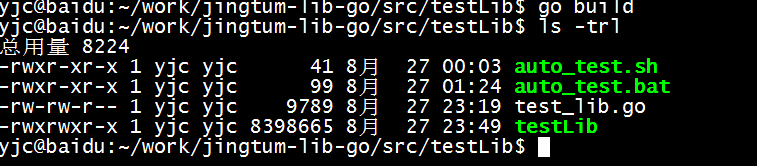 yjc@baidu:~/work/jingtum-lib-go/src/testLib$ go build
yjc@baidu:~/work/jingtum-lib-go/src/testLib$ ls -trl
总用量 8224
-rwxr-xr-x 1 yjc yjc      41 8月  27 00:03 auto_test.sh
-rwxr-xr-x 1 yjc yjc      99 8月  27 01:24 auto_test.bat
-rw-rw-r-- 1 yjc yjc    9789 8月  27 23:19 test_lib.go
-rwxrwxr-x 1 yjc yjc 8398665 8月  27 23:49 testLib
yjc@baidu:~/work/jingtum-lib-go/src/testLib$